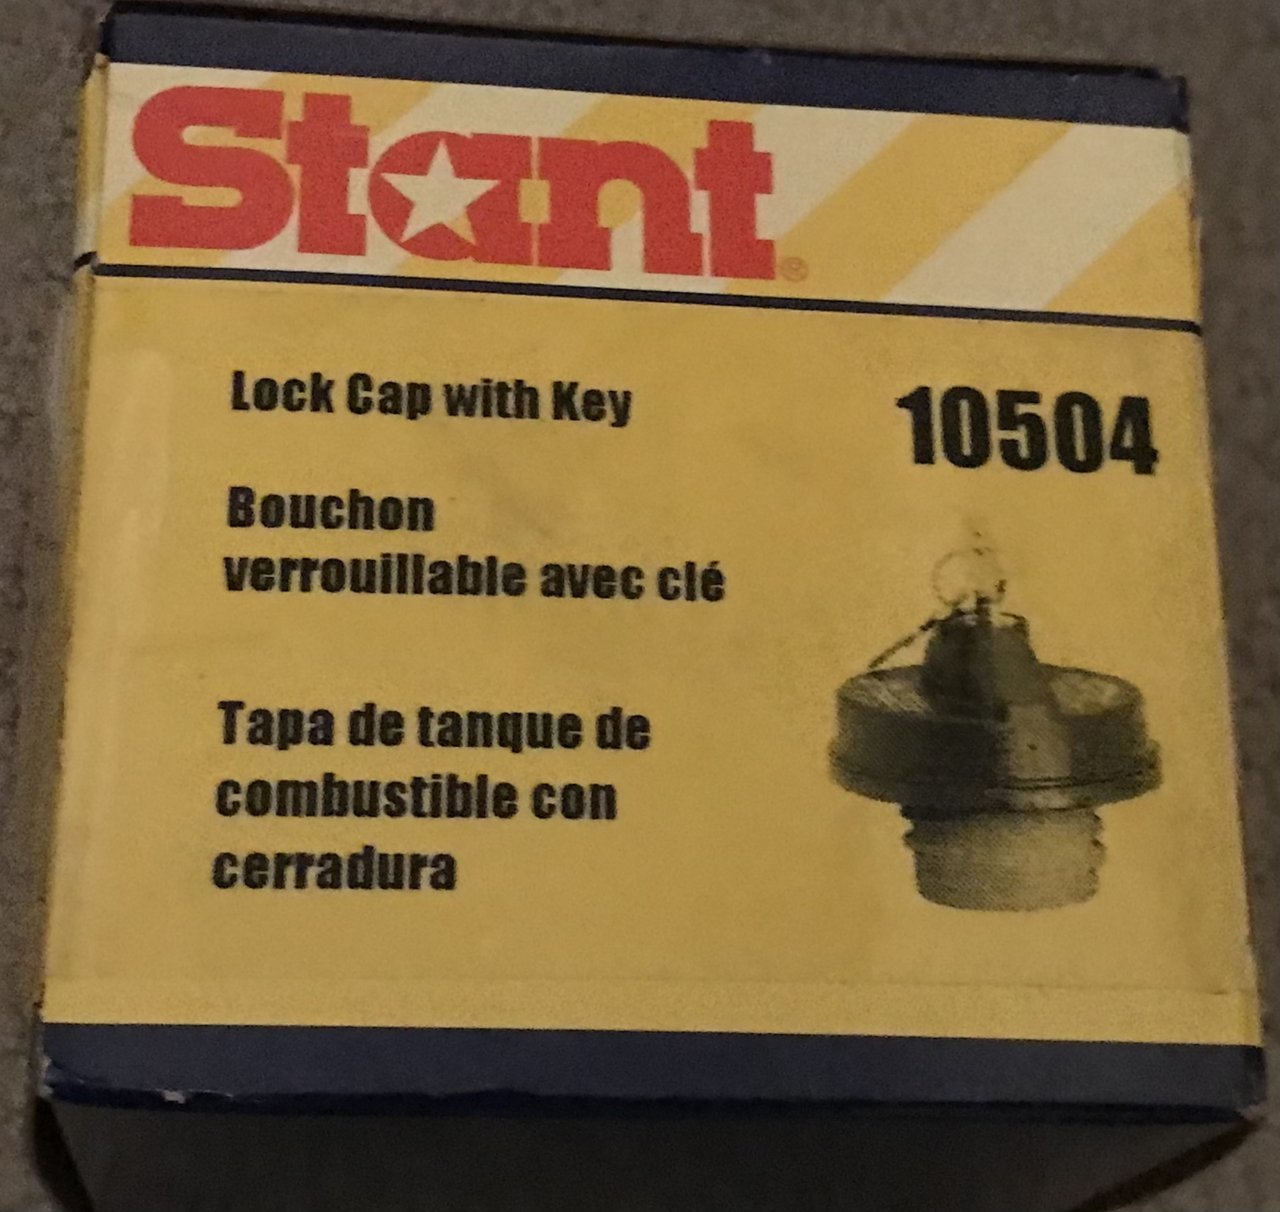 Stant®
Lock Cap with Key
10504
Bouchon
verrouillable avec clé
Tapa de tanque de
combustible con
cerradura